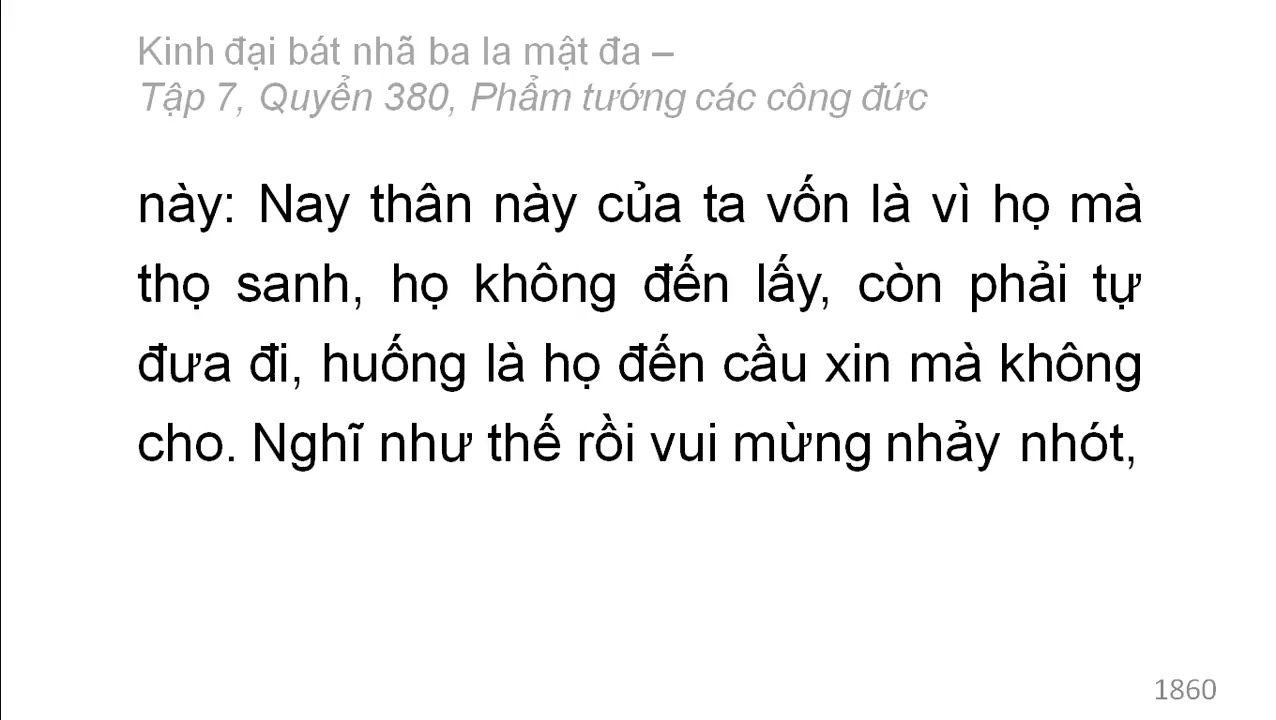 Kinh đại bát nhã ba la mật đa –
Tập 7, Quyển 380, Phẩm tướng các công đức
này: Nay thân này của ta vốn là vì họ mà
thọ sanh, họ không đến lấy, còn phải tự
đưa đi, huống là họ đến cầu xin mà không
cho. Nghĩ như thế rồi vui mừng nhảy nhót,
1860